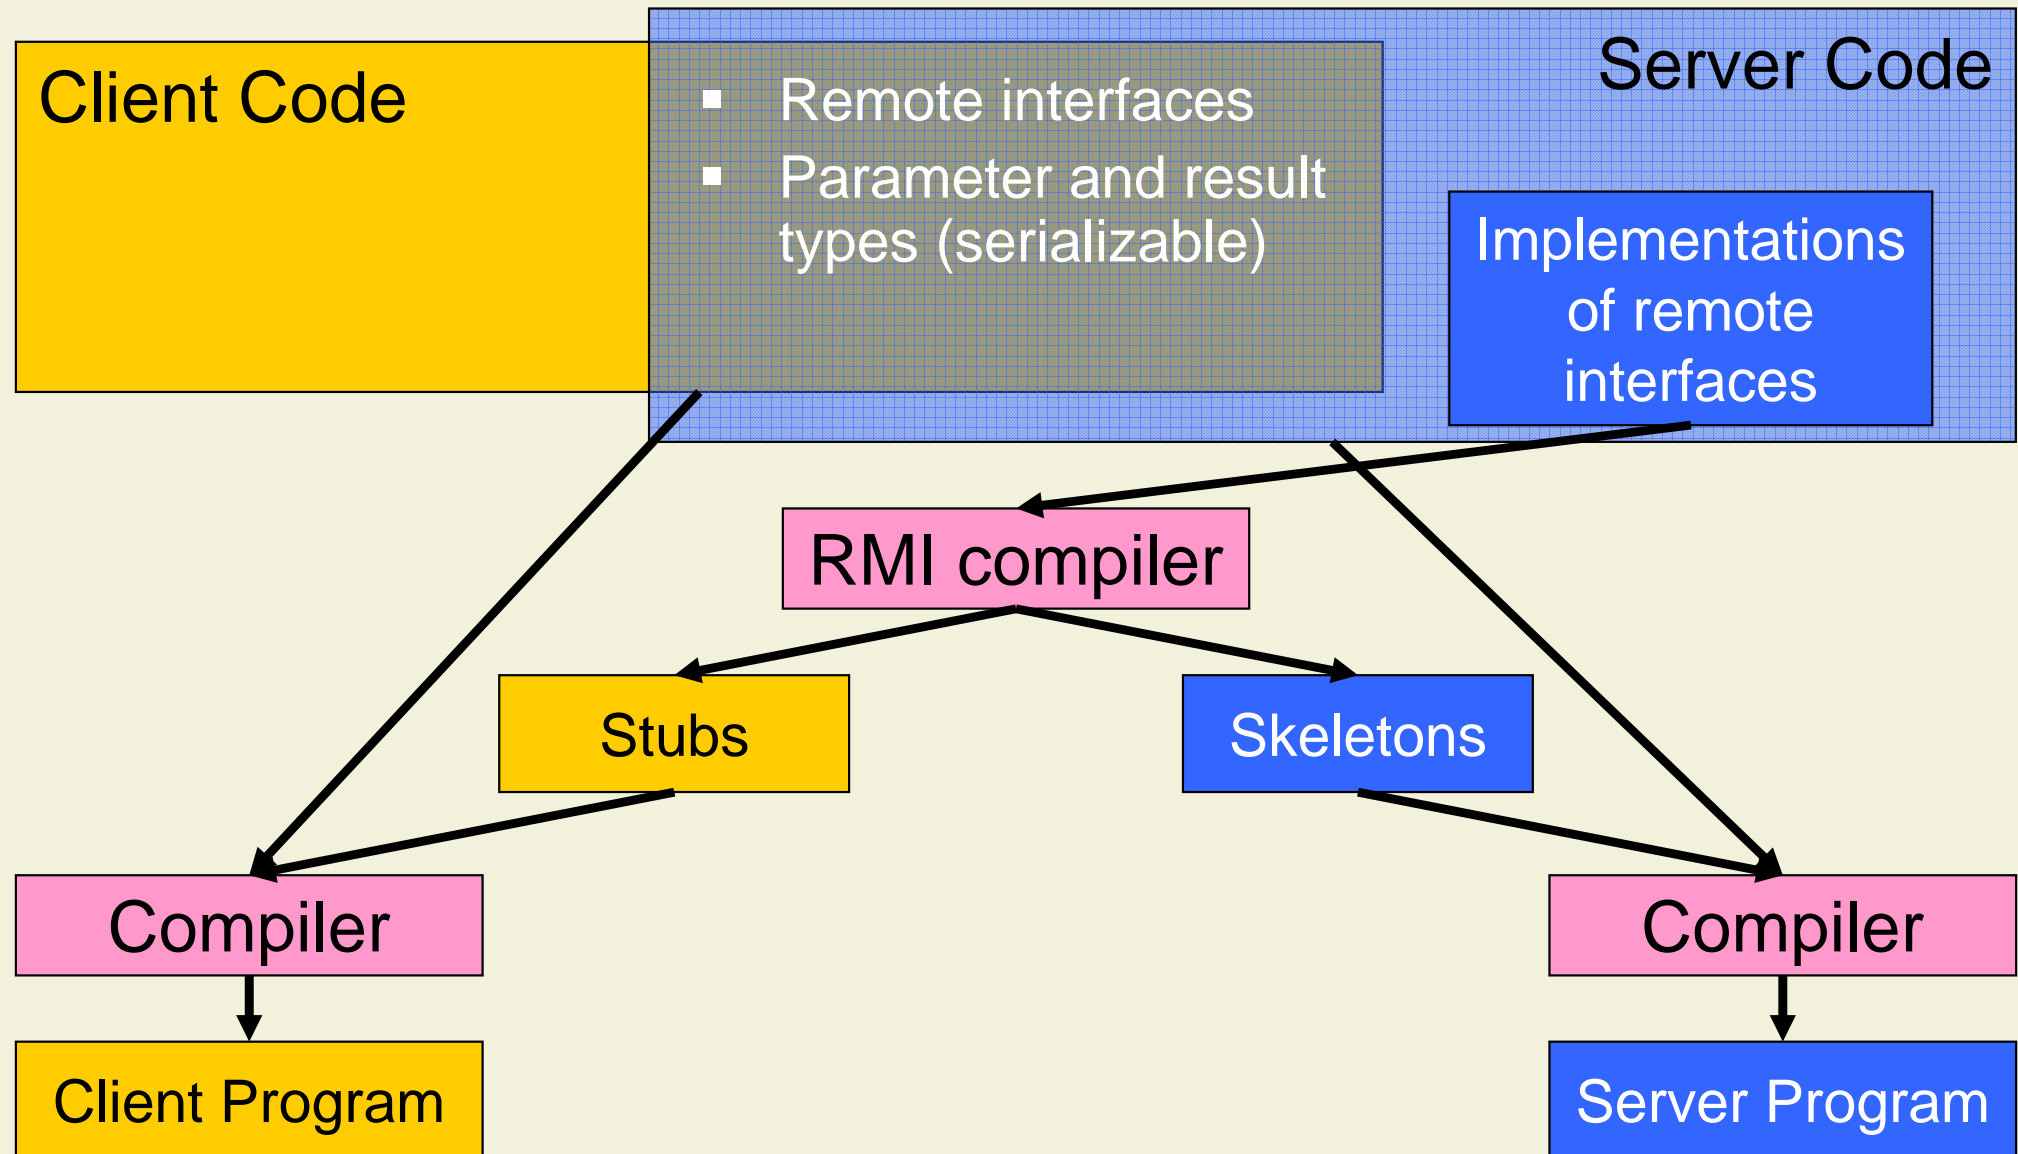 Client Code
Server Code
▪ Remote interfaces
▪ Parameter and result
types (serializable)
Implementations
of remote
interfaces
RMI compiler
Stubs
Skeletons
Compiler
Compiler
Client Program
Server Program